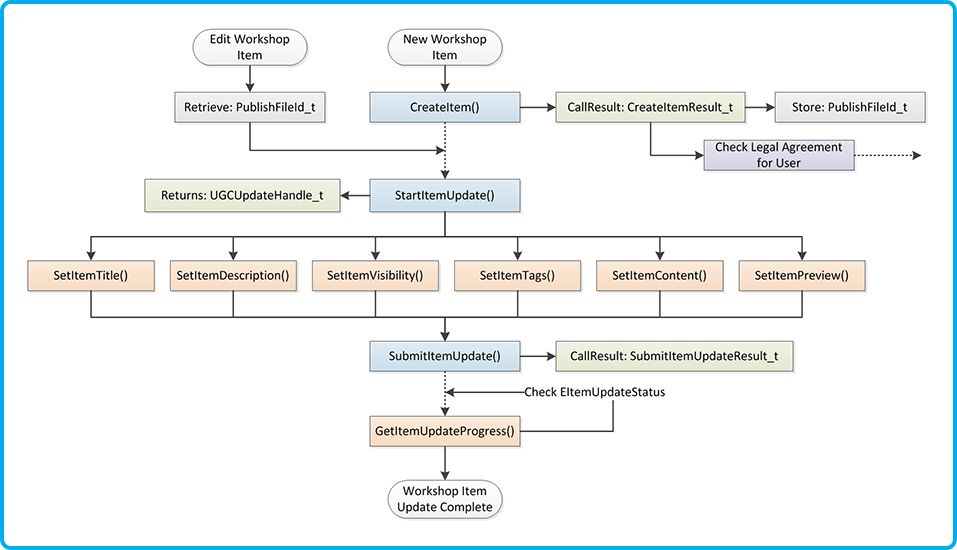 Edit Workshop
Item
New Workshop
Item
Retrieve: PublishFileId_t
CreateItem()
CallResult: CreateItemResult_t
Store: PublishFileId_t
Check Legal Agreement
for User
Returns: UGCUpdateHandle_t
StartItemUpdate()
SetItemTitle()
SetItemDescription()
SetItemVisibility()
SetItemTags()
SetItemContent()
SetItemPreview()
SubmitItemUpdate()
CallResult: SubmitItemUpdateResult_t
Check EItemUpdateStatus
GetItemUpdateProgress()
Workshop Item
Update Complete